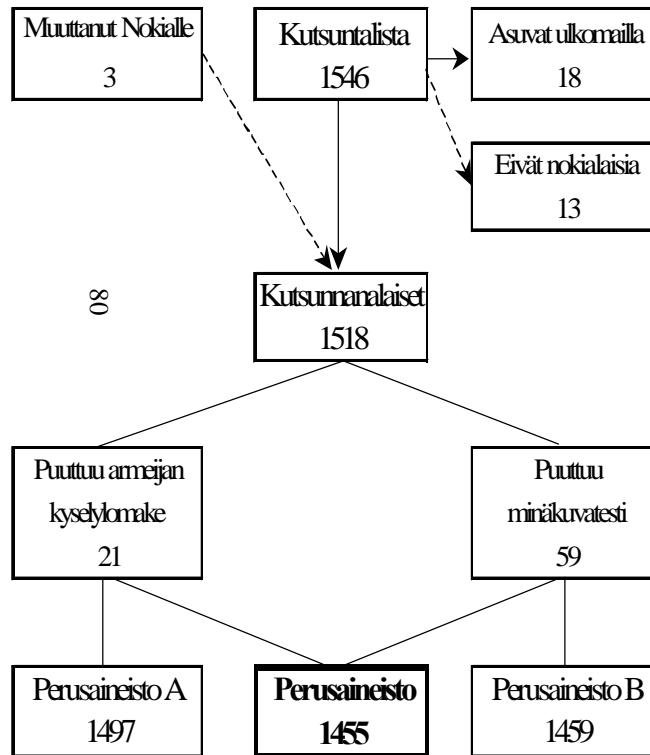 Muuttanut Nokialle
3
Kutsuntalista
1546
Asuvat ulkomailla
18
Eivät nokialaisia
13
80
Kutsunnanalaiset
1518
Puuttuu armeijan
kyselylomake
21
Puuttuu
minäkuvatesti
59
Perusaineisto A
1497
Perusaineisto
1455
Perusaineisto B
1459